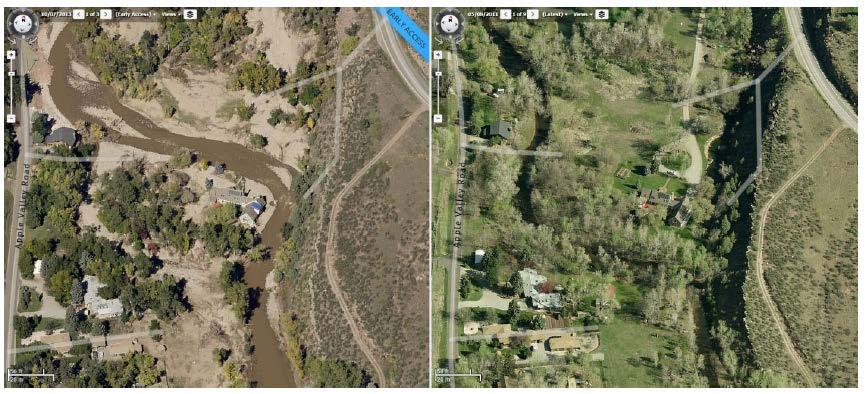 10/07/2013 1 of 3 (Early Access) Views
EARLY ACCESS
Apple Valley Road
05/08/2013 1 of 9 (Latest) Views
Apple Valley Road